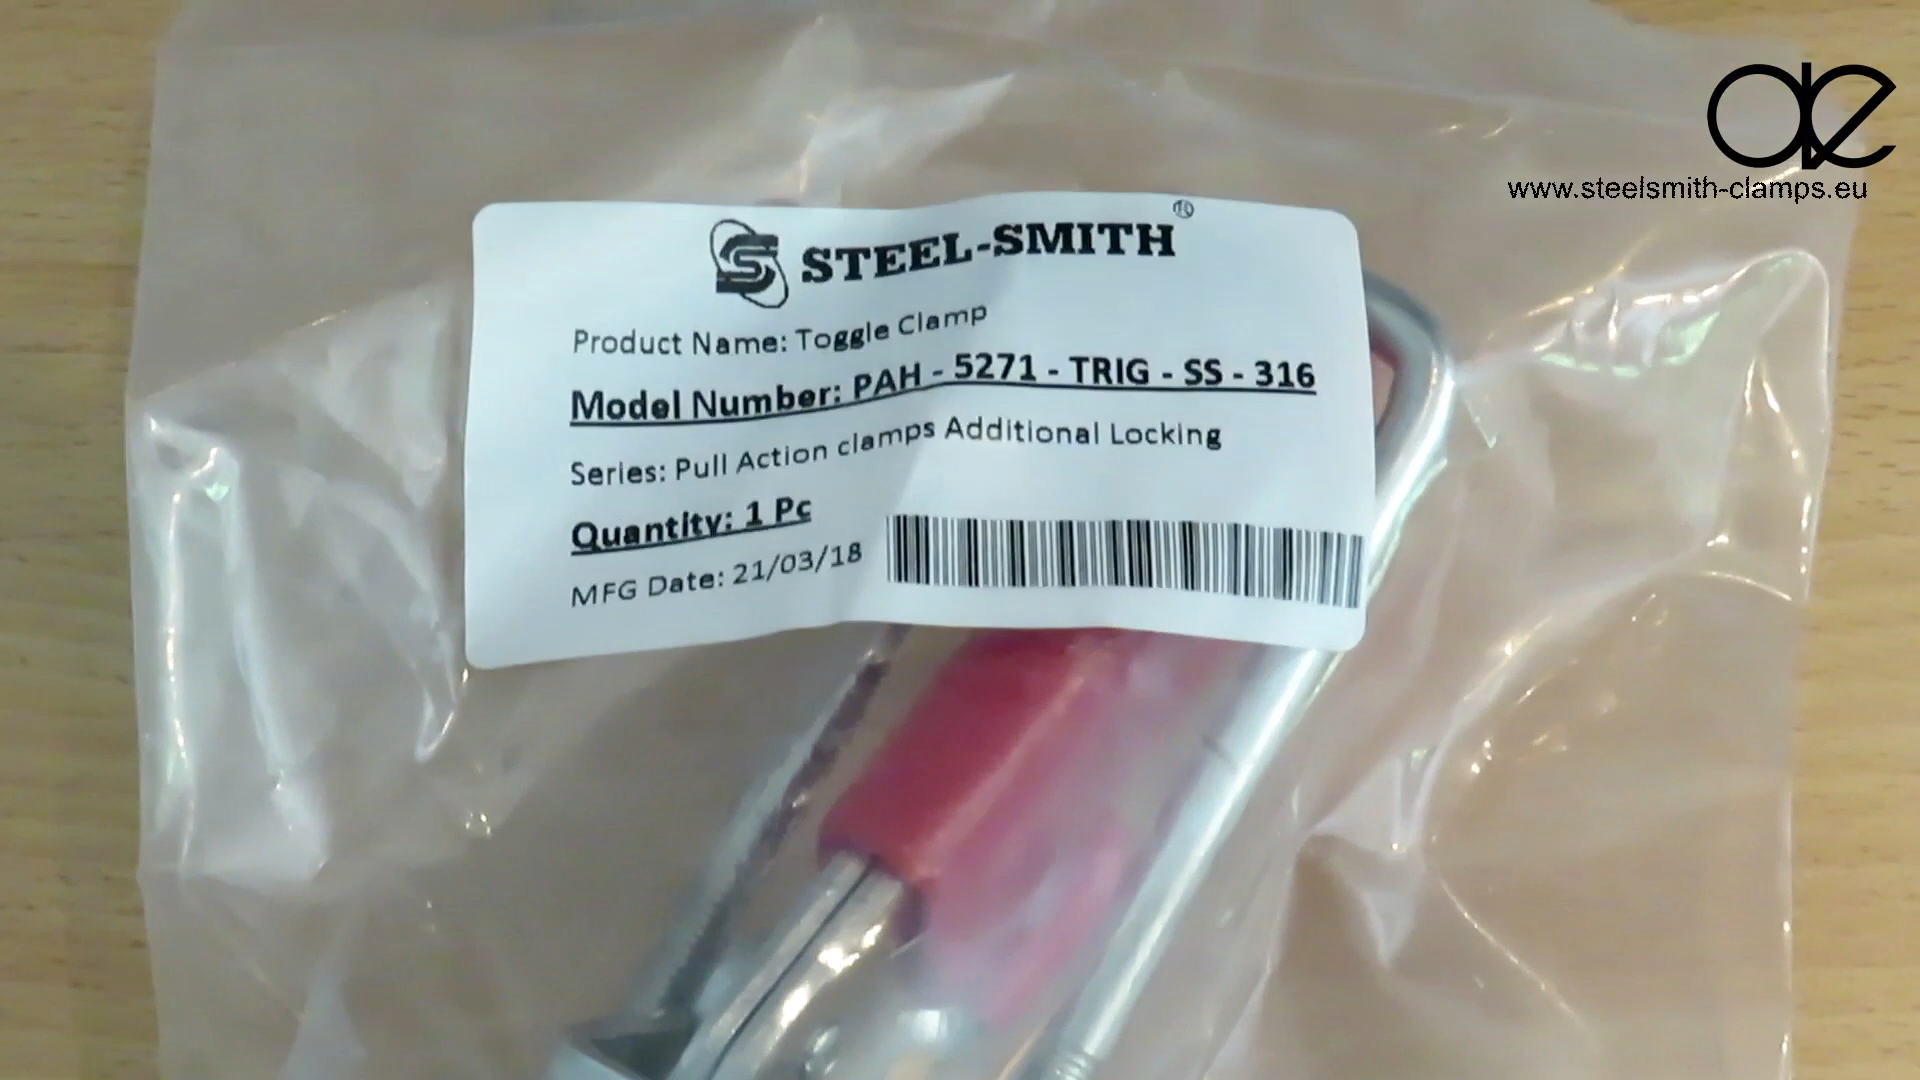 ae
www.steelsmith-clamps.eu
S STEEL-SMITH®
Product Name: Toggle Clamp
Model Number: PAH - 5271 - TRIG - SS - 316
Series: Pull Action clamps Additional Locking
Quantity: 1 Pc
MFG Date: 21/03/18